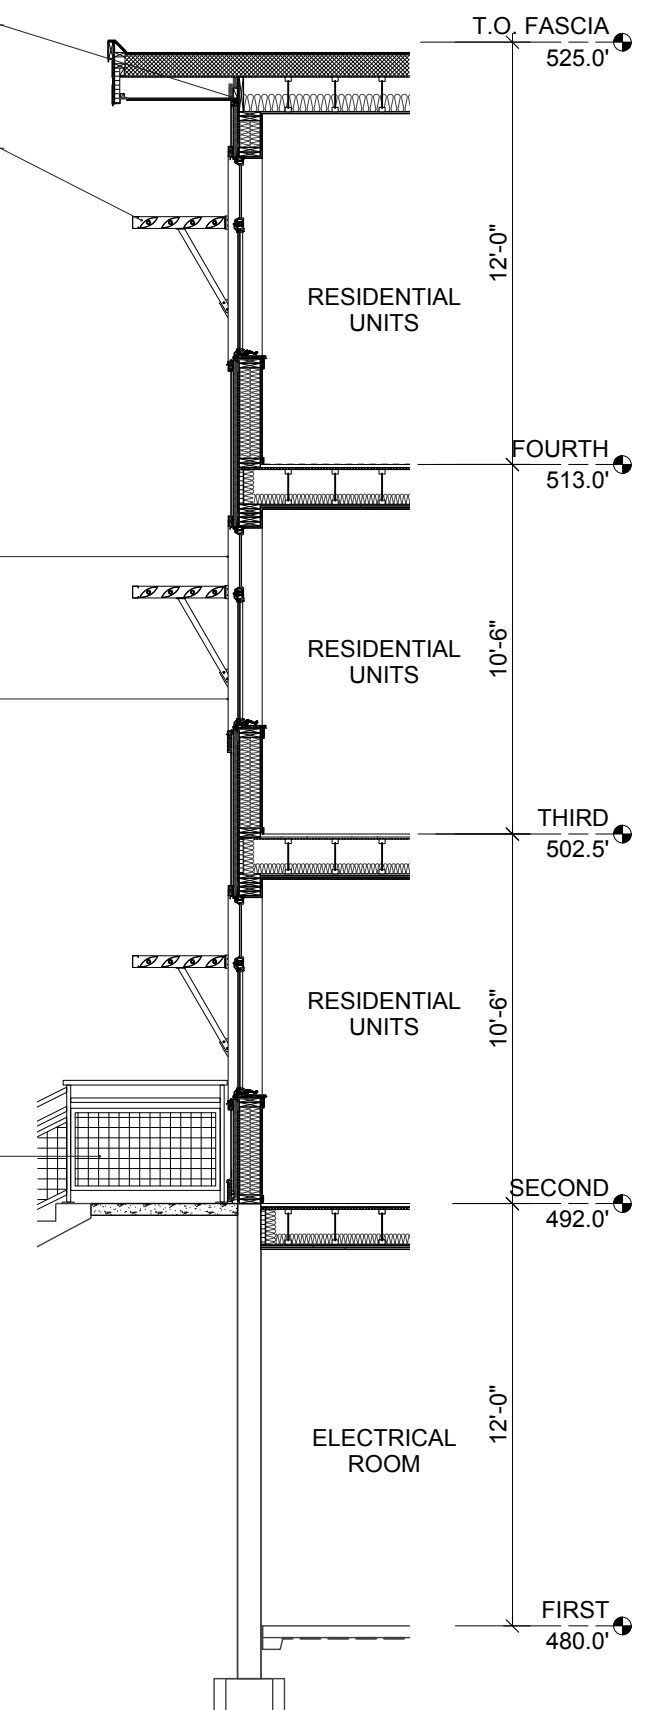 T.O. FASCIA
525.0'
12'-0"
RESIDENTIAL
UNITS
FOURTH
513.0'
10'-6"
RESIDENTIAL
UNITS
THIRD
502.5'
10'-6"
RESIDENTIAL
UNITS
SECOND
492.0'
12'-0"
ELECTRICAL
ROOM
FIRST
480.0'